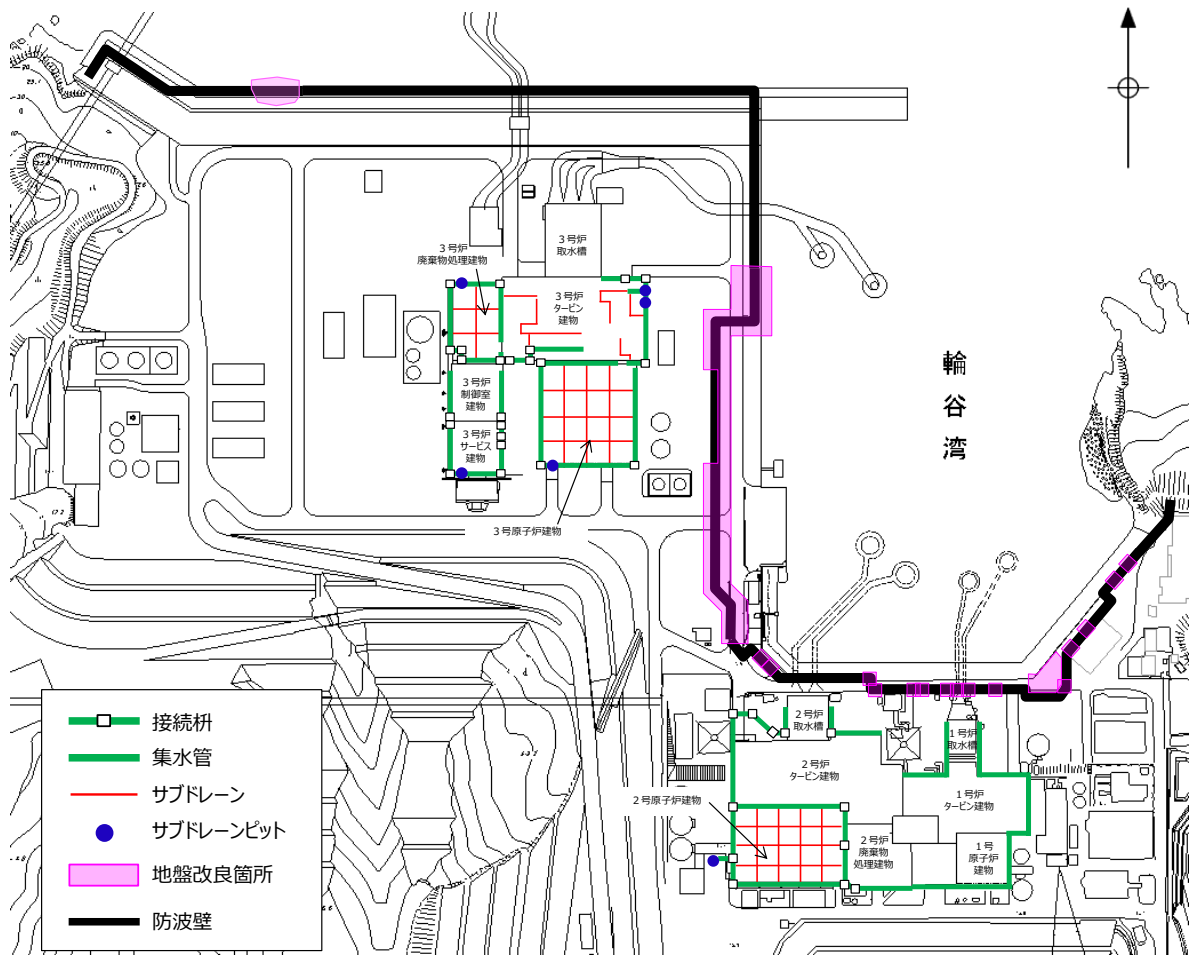 3号炉
廃棄物処理建物
3号炉
取水槽
3号炉
タービン
建物
3号炉
制御室
建物
3号炉
サービス
建物
3号原子炉建物
輪
谷
湾
接続枡
集水管
サブドレーン
サブドレーンピット
地盤改良箇所
防波壁
2号炉
取水槽
1号炉
取水槽
2号炉
タービン建物
1号炉
タービン建物
2号原子炉建物
2号炉
廃棄物
処理建物
1号
原子炉
建物